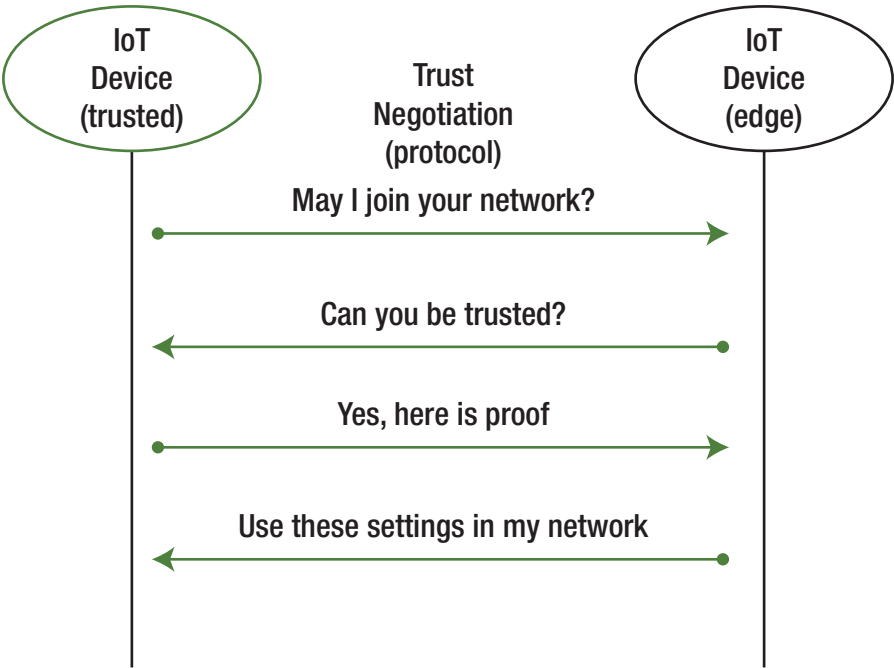 IoT
Device
(trusted)
Trust
Negotiation
(protocol)
IoT
Device
(edge)
May I join your network?
Can you be trusted?
Yes, here is proof
Use these settings in my network